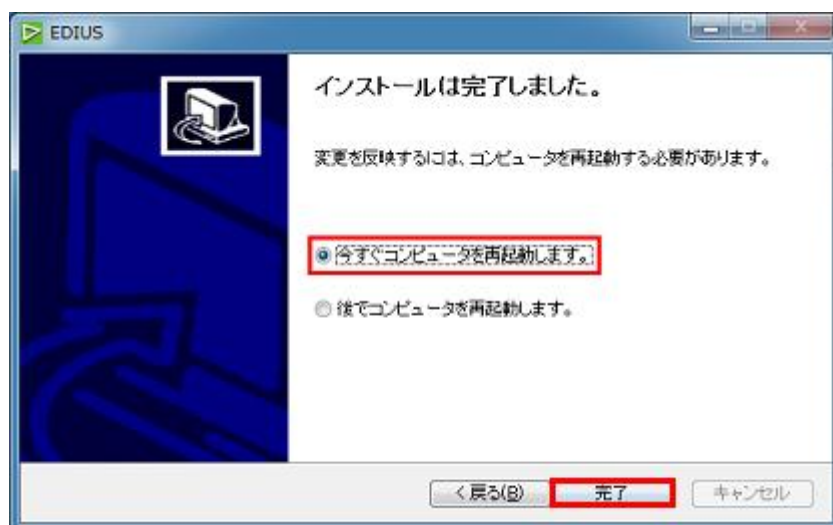 EDIUS
インストールは完了しました。
変更を反映するには、コンピュータを再起動する必要があります。
今すぐコンピュータを再起動します。
後でコンピュータを再起動します。
< 戻る(B) 完了 キャンセル